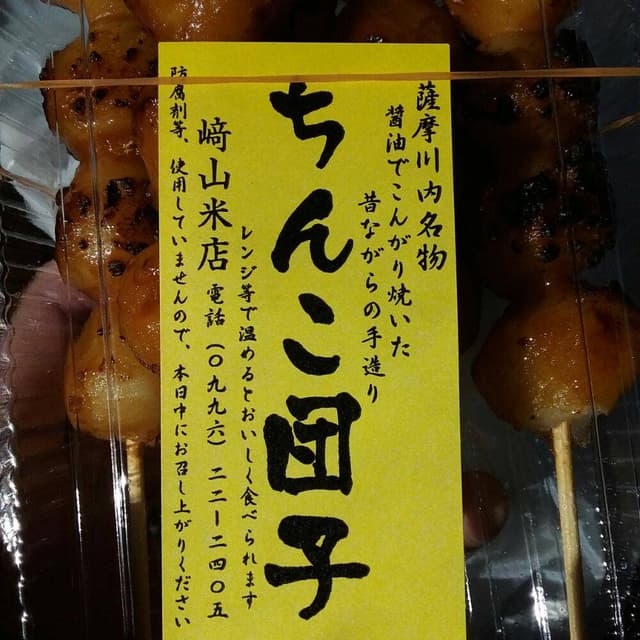 薩摩川内名物
醤油でこんがり焼いた
昔ながらの手造り
ちんこ団子
レンジ等で温めるとおいしく食べられます
﨑山米店 電話(〇九九六)二二ー二四〇五
防腐剤等、使用していませんので、本日中にお召し上がりください